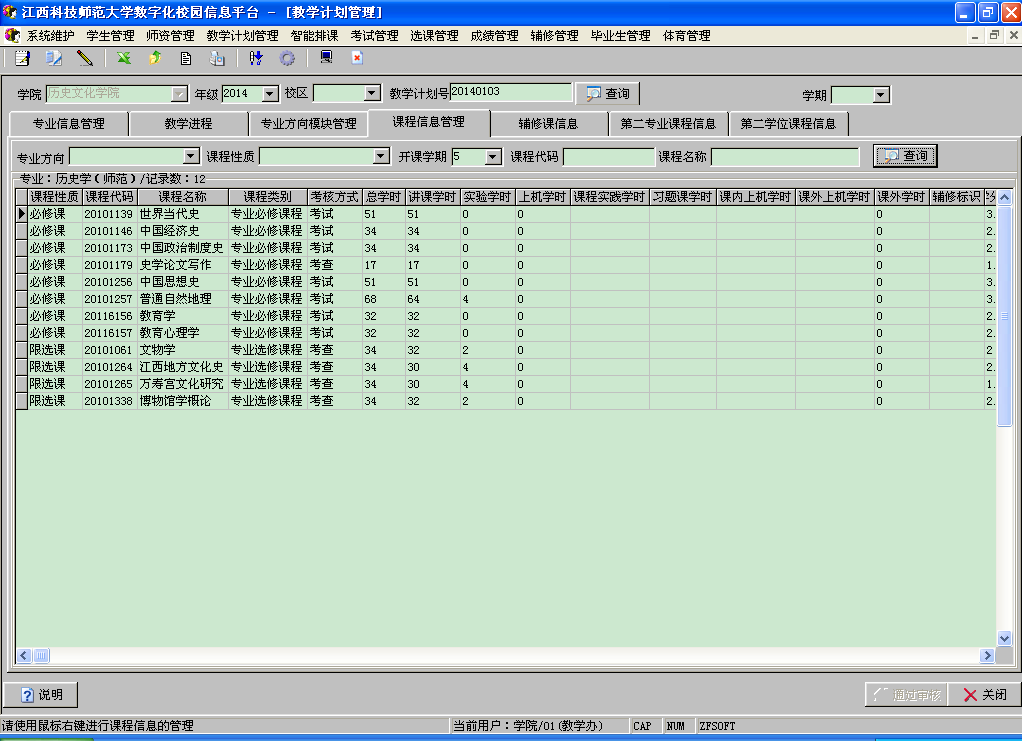 江西科技师范大学数字化校园信息平台 - [教学计划管理]
系统维护 学生管理 师资管理 教学计划管理 智能排课 考试管理 选课管理 成绩管理 辅修管理 毕业生管理 体育管理
学院 历史文化学院 年级 2014 校区 教学计划号 20140103 查询 学期
专业信息管理 教学进程 专业方向模块管理 课程信息管理 辅修课信息 第二专业课程信息 第二学位课程信息
专业方向 课程性质 开课学期 5 课程代码 课程名称 查询
专业：历史学（师范）/记录数：12
课程性质 课程代码 课程名称 课程类别 考核方式 总学时 讲课学时 实验学时 上机学时 课程实践学时 习题课学时 课内上机学时 课外上机学时 课外学时 辅修标识
必修课 20101139 世界当代史 专业必修课程 考试 51 51 0 0 0 3.
必修课 20101146 中国经济史 专业必修课程 考试 34 34 0 0 0 2.
必修课 20101173 中国政治制度史 专业必修课程 考试 34 34 0 0 0 2.
必修课 20101179 史学论文写作 专业必修课程 考查 17 17 0 0 0 1.
必修课 20101256 中国思想史 专业必修课程 考试 51 51 0 0 0 3.
必修课 20101257 普通自然地理 专业必修课程 考试 68 64 4 0 0 3.
必修课 20116156 教育学 专业必修课程 考试 32 32 0 0 0 2.
必修课 20116157 教育心理学 专业必修课程 考试 32 32 0 0 0 2.
限选课 20101061 文物学 专业选修课程 考查 34 32 2 0 0 2
限选课 20101264 江西地方文化史 专业选修课程 考查 34 30 4 0 0 2.
限选课 20101265 万寿宫文化研究 专业选修课程 考查 34 30 4 0 0 1.
限选课 20101338 博物馆学概论 专业选修课程 考查 34 32 2 0 0 2.
说明 通过审核 关闭
请使用鼠标右键进行课程信息的管理 当前用户：学院/01(教学办) CAP NUM ZFSOFT